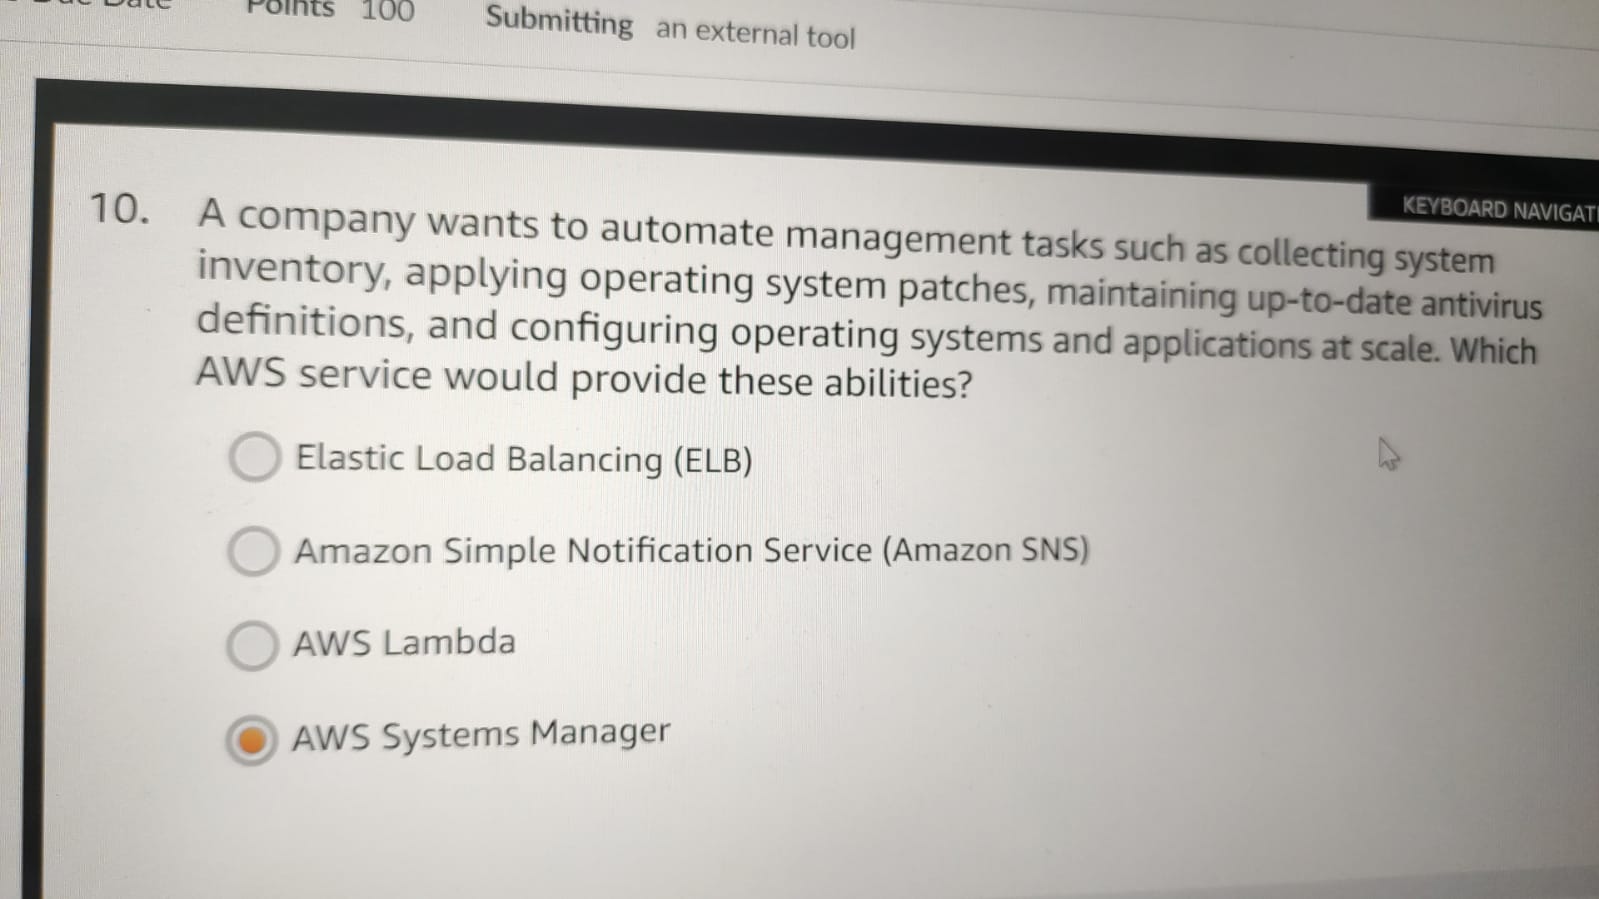 Points 100 Submitting an external tool
KEYBOARD NAVIGATI
10. A company wants to automate management tasks such as collecting system
inventory, applying operating system patches, maintaining up-to-date antivirus
definitions, and configuring operating systems and applications at scale. Which
AWS service would provide these abilities?
Elastic Load Balancing (ELB)
Amazon Simple Notification Service (Amazon SNS)
AWS Lambda
AWS Systems Manager